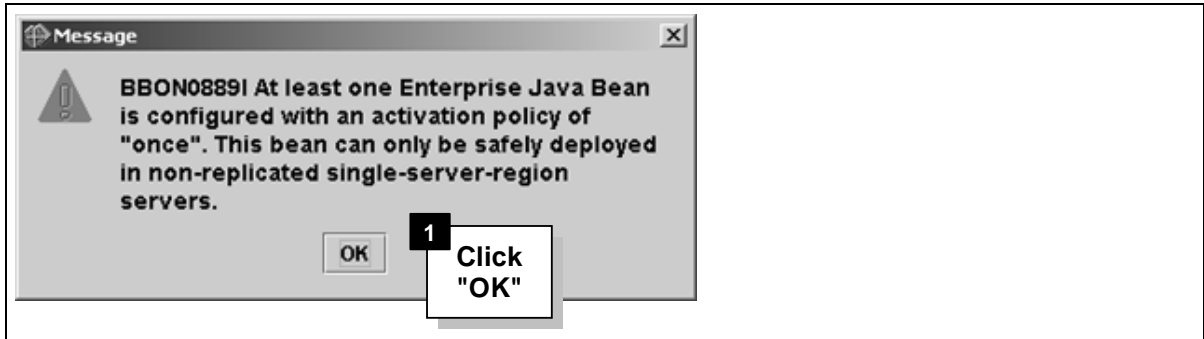 Message
BBON0889I At least one Enterprise Java Bean
is configured with an activation policy of
"once". This bean can only be safely deployed
in non-replicated single-server-region
servers.
OK
1
Click
"OK"